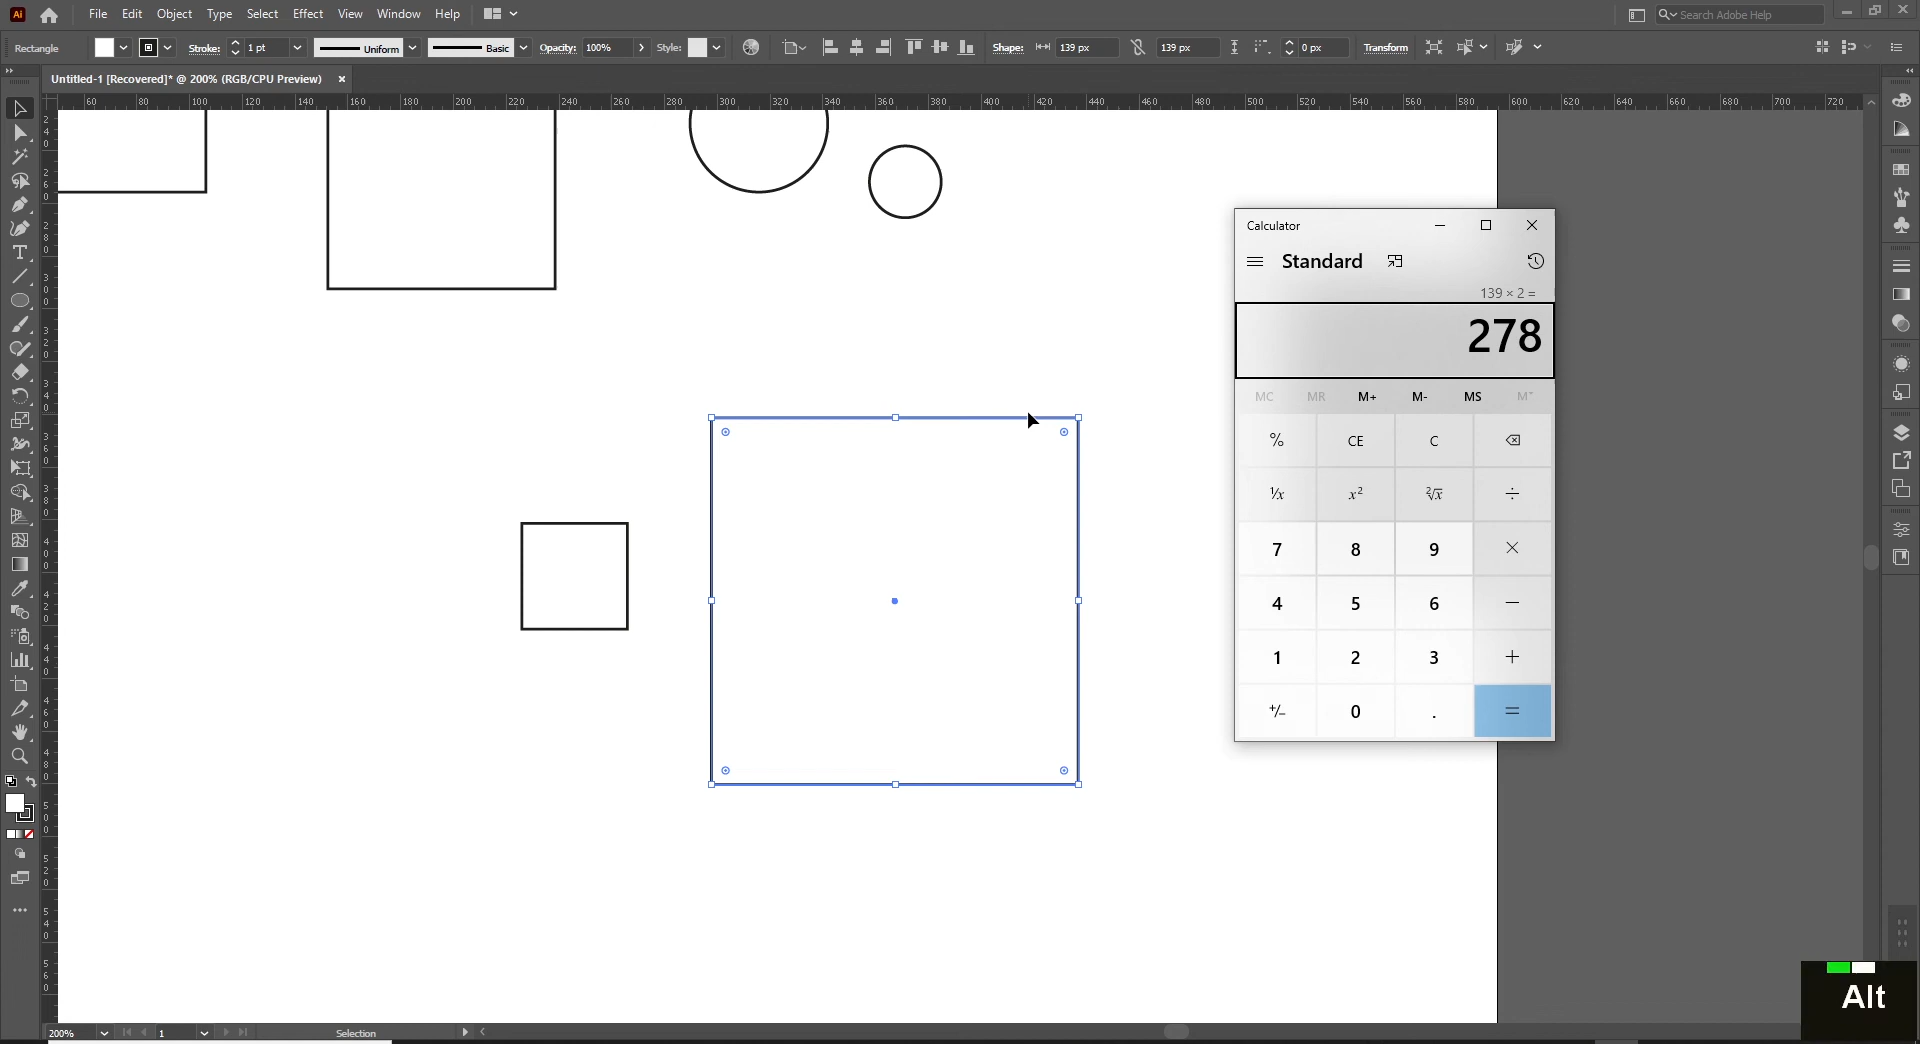 Ai File Edit Object Type Select Effect View Window Help Search Adobe Help
Rectangle Stroke: 1 pt Uniform Basic Opacity: 100% Style: Shape: 139 px 139 px 0 px Transform
Untitled-1 [Recovered]* @ 200% (RGB/CPU Preview)
60 80 100 120 140 160 180 200 220 240 260 280 300 320 340 360 380 400 420 440 460 480 500 520 540 560 580 600 620 640 660 680 700 720
Calculator
Standard
139 × 2 =
278
MC MR M+ M- MS M˅
% CE C
¹⁄x x² ²√x ÷
7 8 9 ×
4 5 6 −
1 2 3 +
+/− 0 . =
200% 1 Selection
Alt